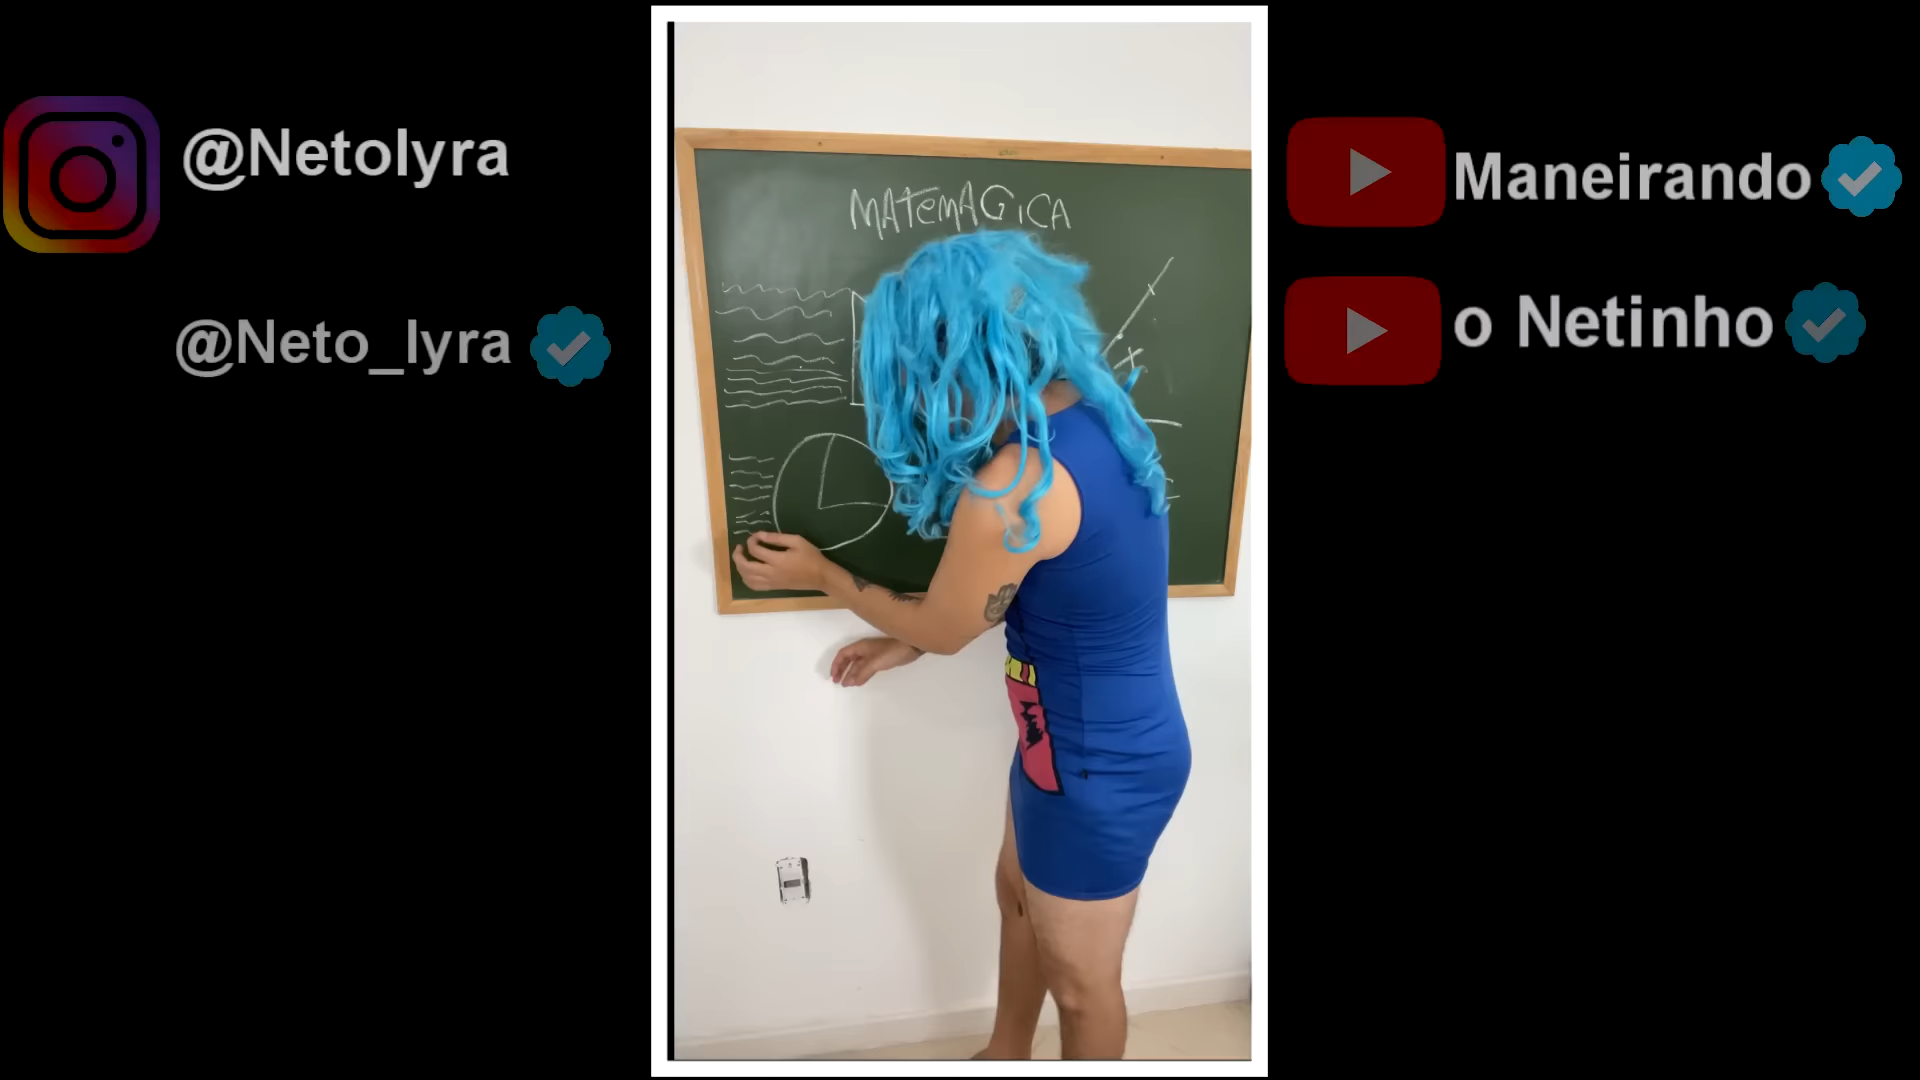 @Netolyra
@Neto_lyra
MATEMAGICA
Maneirando
o Netinho